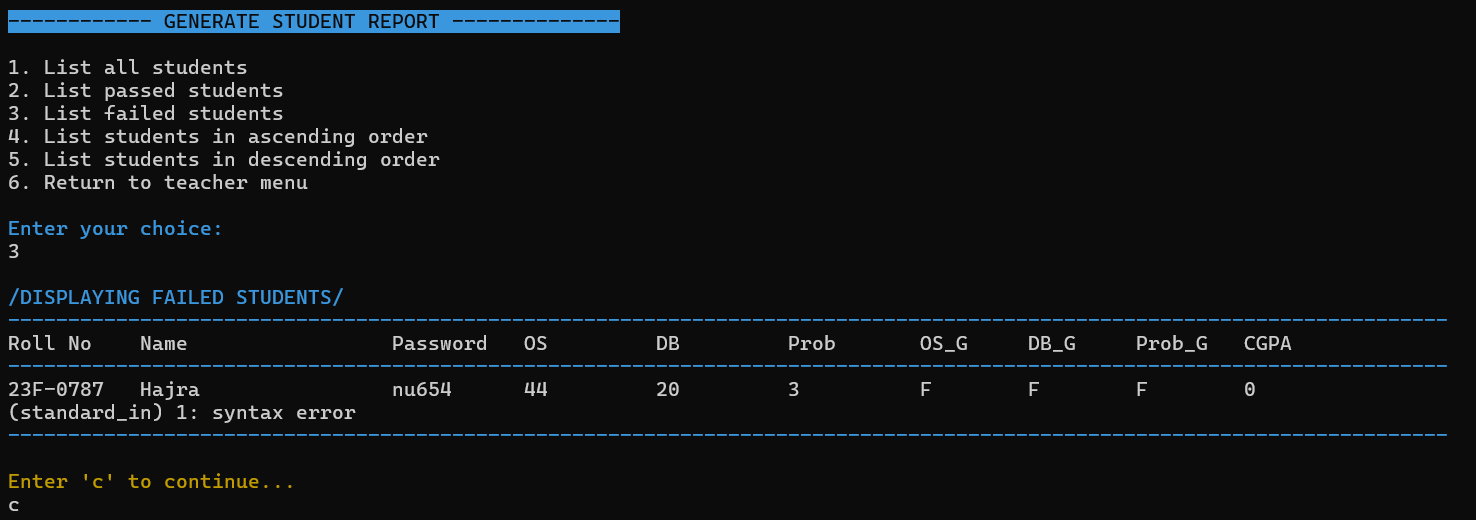 ------------ GENERATE STUDENT REPORT --------------
1. List all students
2. List passed students
3. List failed students
4. List students in ascending order
5. List students in descending order
6. Return to teacher menu
Enter your choice:
3
/DISPLAYING FAILED STUDENTS/
------------------------------------------------------------------------------------------------------------------------
Roll No    Name                 Password   OS         DB         Prob       OS_G     DB_G     Prob_G   CGPA
------------------------------------------------------------------------------------------------------------------------
23F-0787   Hajra                nu654      44         20         3          F        F        F        0
(standard_in) 1: syntax error
------------------------------------------------------------------------------------------------------------------------
Enter 'c' to continue...
c